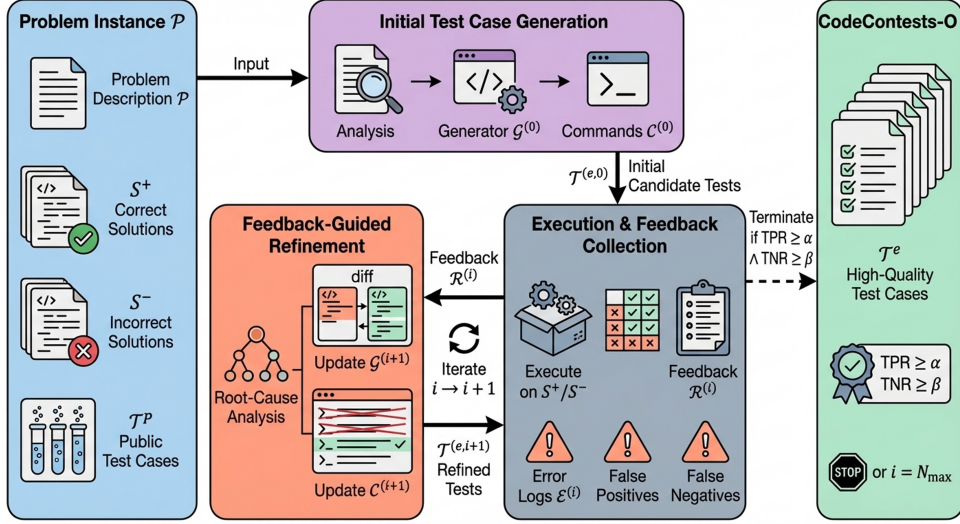 Problem Instance 𝒫
Problem
Description 𝒫
S⁺
Correct
Solutions
S⁻
Incorrect
Solutions
𝒯ᴾ
Public
Test Cases
Input
Initial Test Case Generation
Analysis
</>
Generator 𝒢⁽⁰⁾
>_
Commands 𝒞⁽⁰⁾
𝒯⁽ᵉ,⁰⁾
Initial
Candidate Tests
Feedback-Guided
Refinement
diff
</>
</>
Update 𝒢⁽ⁱ⁺¹⁾
Root-Cause
Analysis
Update 𝒞⁽ⁱ⁺¹⁾
Feedback
ℛ⁽ⁱ⁾
Iterate
i → i + 1
𝒯⁽ᵉ,ⁱ⁺¹⁾
Refined
Tests
Execution & Feedback
Collection
Execute
on S⁺/S⁻
Feedback
ℛ⁽ⁱ⁾
Error
Logs ℰ⁽ⁱ⁾
False
Positives
False
Negatives
Terminate
if TPR ≥ α
∧ TNR ≥ β
CodeContests-O
𝒯ᵉ
High-Quality
Test Cases
TPR ≥ α
TNR ≥ β
STOP or i = Nₘₐₓ